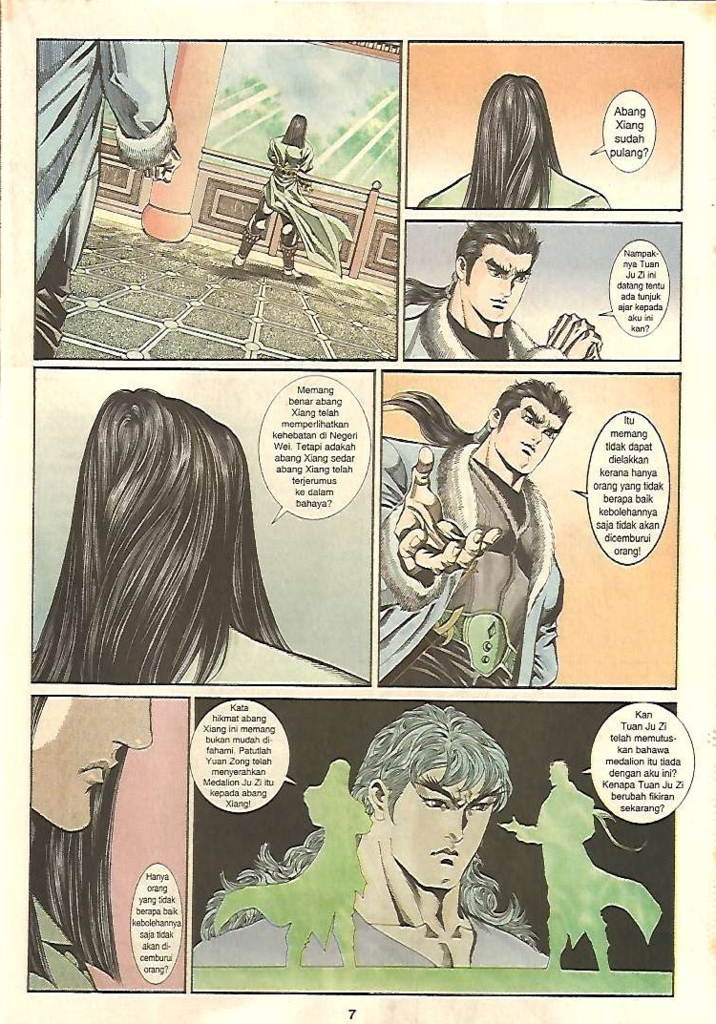 Abang
Xiang
sudah
pulang?
Nampak-
nya Tuan
Ju Zi ini
datang tentu
ada tunjuk
ajar kepada
aku ini
kan?
Memang
benar abang
Xiang telah
memperlihatkan
kehebatan di Negeri
Wei. Tetapi adakah
abang Xiang sedar
abang Xiang telah
terjerumus
ke dalam
bahaya?
Itu
memang
tidak dapat
dielakkan
kerana hanya
orang yang tidak
berapa baik
kebolehannya
saja tidak akan
dicemburui
orang!
Hanya
orang yang
yang tidak
berapa baik
kebolehannya
saja tidak
akan di-
cemburui
orang?
Kata
hikmat abang
Xiang ini memang
bukan mudah di-
fahami. Patutlah
Yuan Zong telah
menyerahkan
Medalion Ju Zi itu
kepada abang
Xiang!
Kan
Tuan Ju Zi
telah memutus-
kan bahawa
medalion itu tiada
dengan aku ini?
Kenapa Tuan Ju Zi
berubah fikiran
sekarang?
7